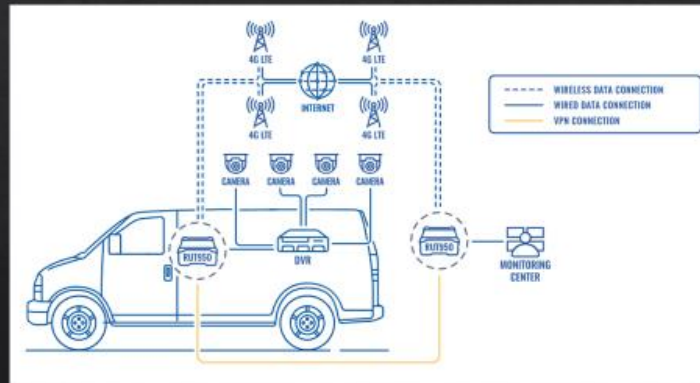 4G LTE
4G LTE
INTERNET
4G LTE
4G LTE
WIRELESS DATA CONNECTION
WIRED DATA CONNECTION
VPN CONNECTION
CAMERA
CAMERA
CAMERA
CAMERA
RUT950
DVR
RUT950
MONITORING
CENTER